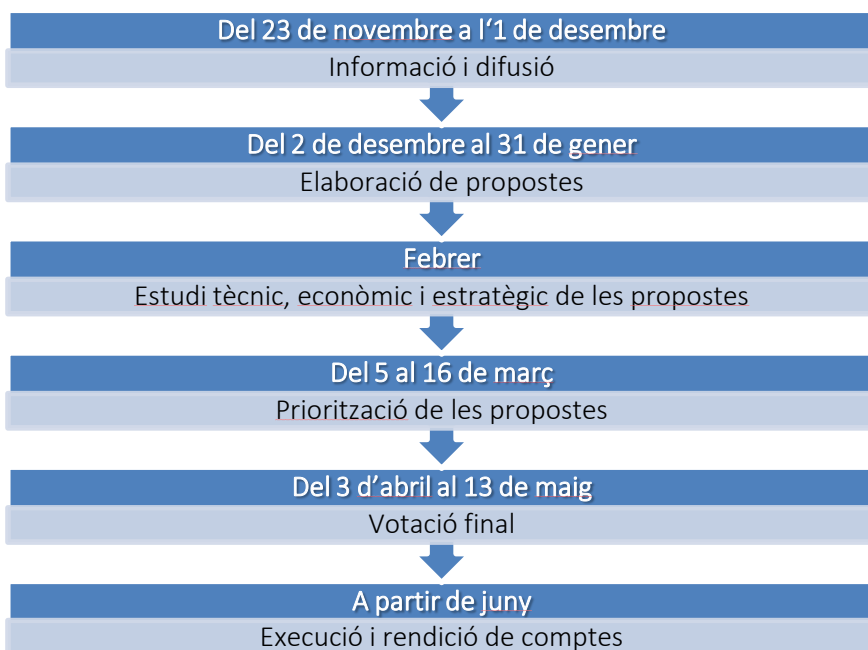 Del 23 de novembre a l‘1 de desembre
Informació i difusió
Del 2 de desembre al 31 de gener
Elaboració de propostes
Febrer
Estudi tècnic, econòmic i estratègic de les propostes
Del 5 al 16 de març
Priorització de les propostes
Del 3 d’abril al 13 de maig
Votació final
A partir de juny
Execució i rendició de comptes